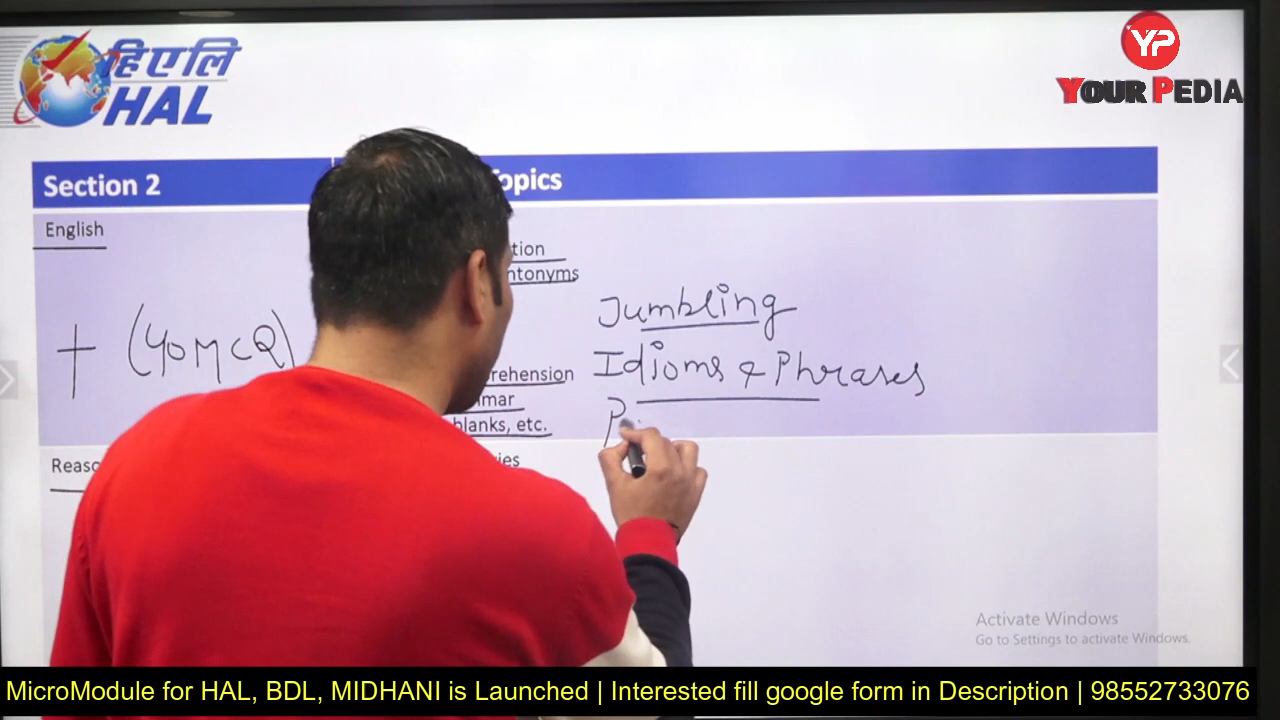 हिएलि
HAL
YP
YOUR PEDIA
Section 2
opics
English
tion
ntonyms
Jumbling
+ (40 MCQ)
Idioms & Phrases
rehension
mar
blanks, etc.
P
Reaso
ries
Activate Windows
Go to Settings to activate Windows.
MicroModule for HAL, BDL, MIDHANI is Launched | Interested fill google form in Description | 98552733076